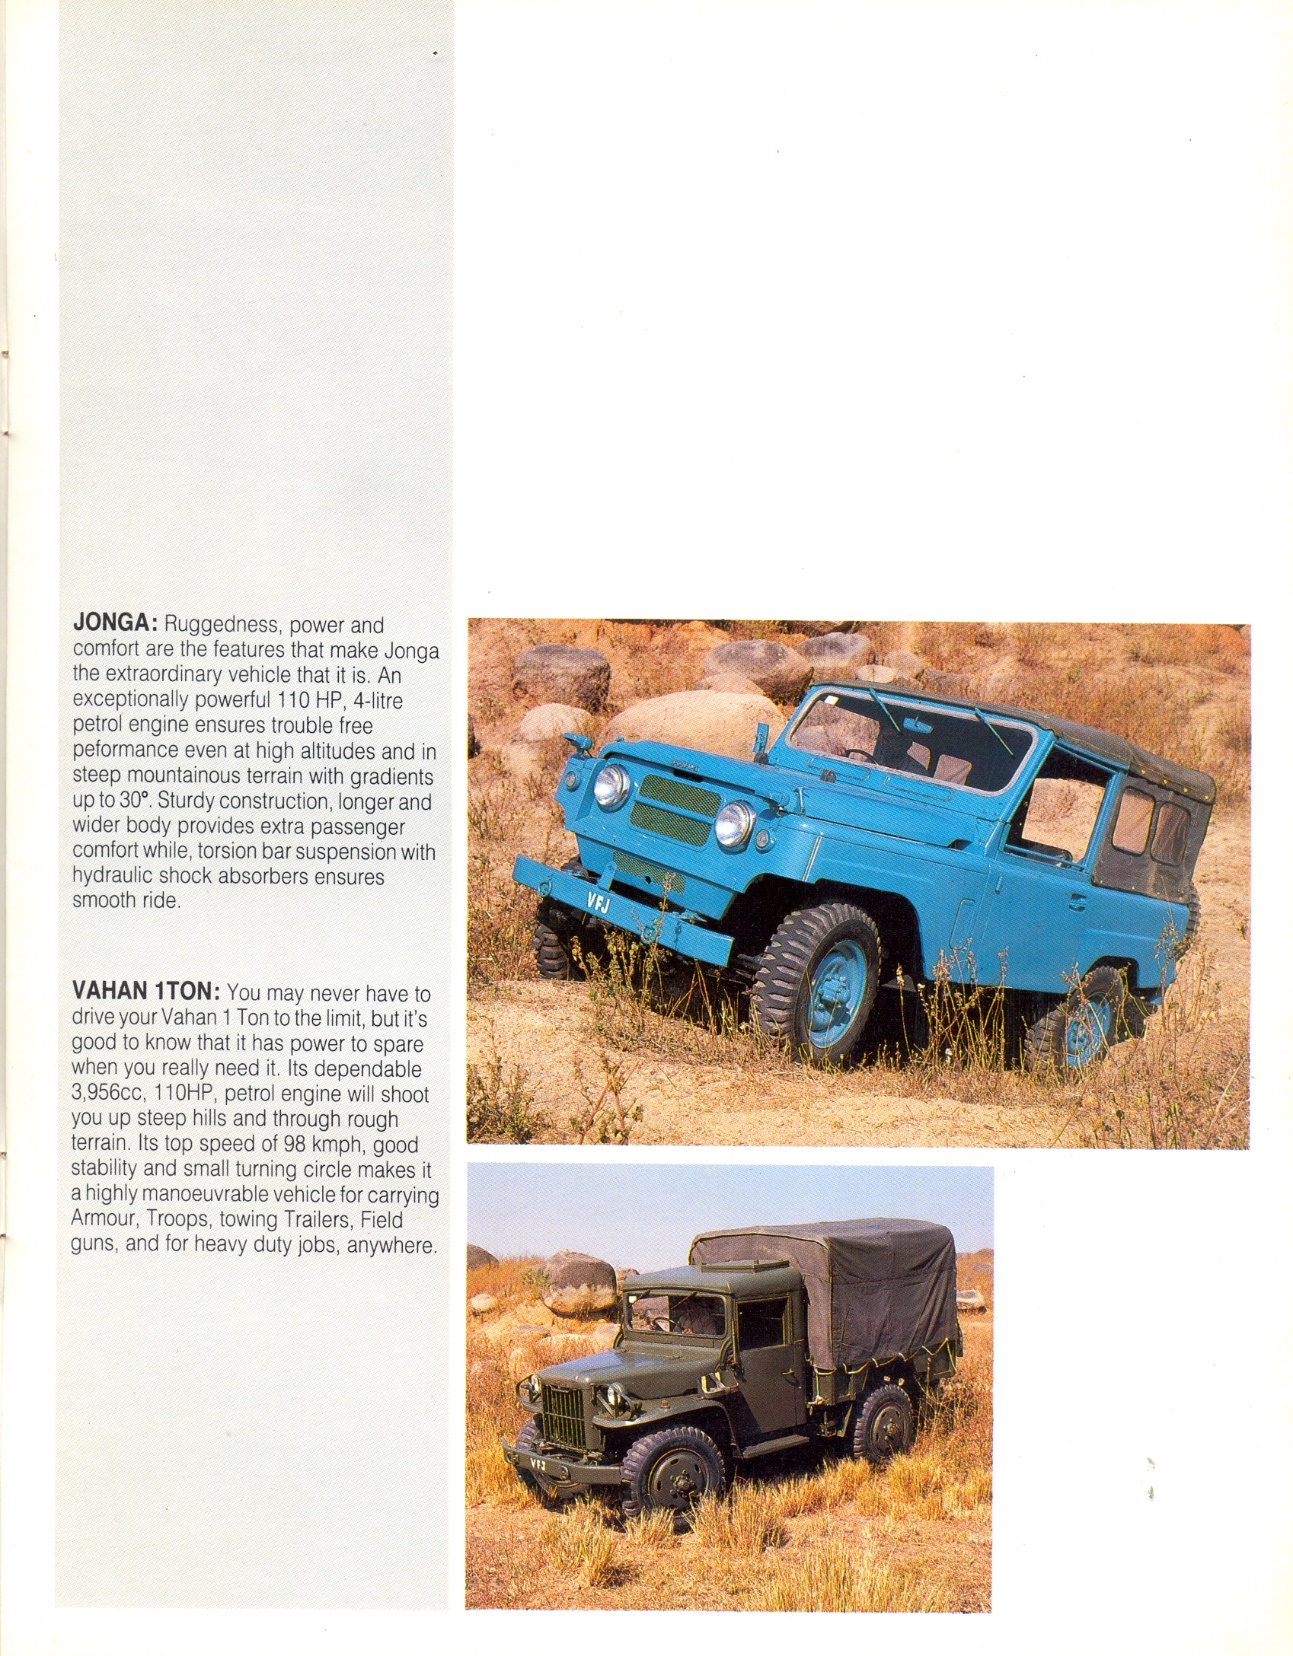 JONGA: Ruggedness, power and
comfort are the features that make Jonga
the extraordinary vehicle that it is. An
exceptionally powerful 110 HP, 4-litre
petrol engine ensures trouble free
peformance even at high altitudes and in
steep mountainous terrain with gradients
up to 30°. Sturdy construction, longer and
wider body provides extra passenger
comfort while, torsion bar suspension with
hydraulic shock absorbers ensures
smooth ride.
VAHAN 1TON: You may never have to
drive your Vahan 1 Ton to the limit, but it's
good to know that it has power to spare
when you really need it. Its dependable
3,956cc, 110HP, petrol engine will shoot
you up steep hills and through rough
terrain. Its top speed of 98 kmph, good
stability and small turning circle makes it
a highly manoeuvrable vehicle for carrying
Armour, Troops, towing Trailers, Field
guns, and for heavy duty jobs, anywhere.
VFJ
VFJ